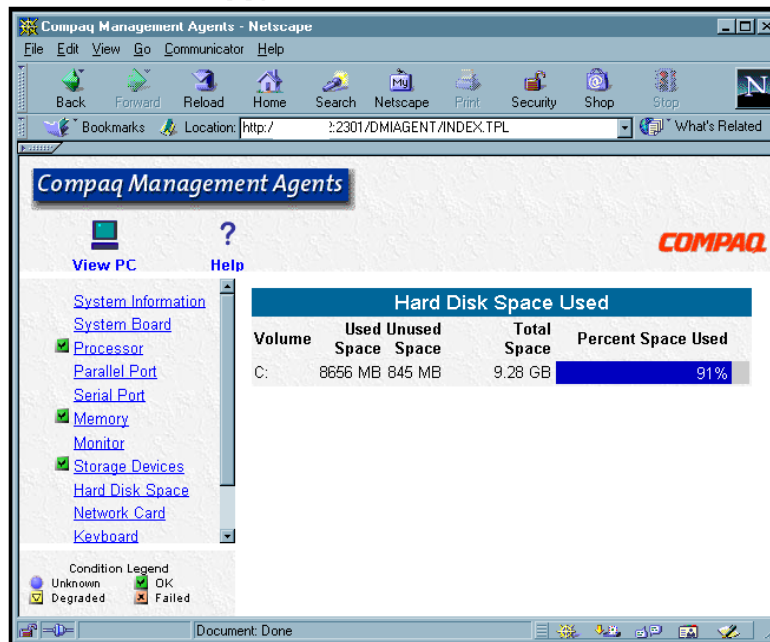 Compaq Management Agents - Netscape
File Edit View Go Communicator Help
My
N
Back Forward Reload Home Search Netscape Print Security Shop Stop
Bookmarks Location: http:/ :2301/DMIAGENT/INDEX.TPL What's Related
Compaq Management Agents
?
COMPAQ
View PC Help
System Information
System Board
Processor
Parallel Port
Serial Port
Memory
Monitor
Storage Devices
Hard Disk Space
Network Card
Keyboard
Hard Disk Space Used
Volume Used Space Unused Space Total Space Percent Space Used
C: 8656 MB 845 MB 9.28 GB 91%
Condition Legend
Unknown OK
Degraded Failed
Document: Done